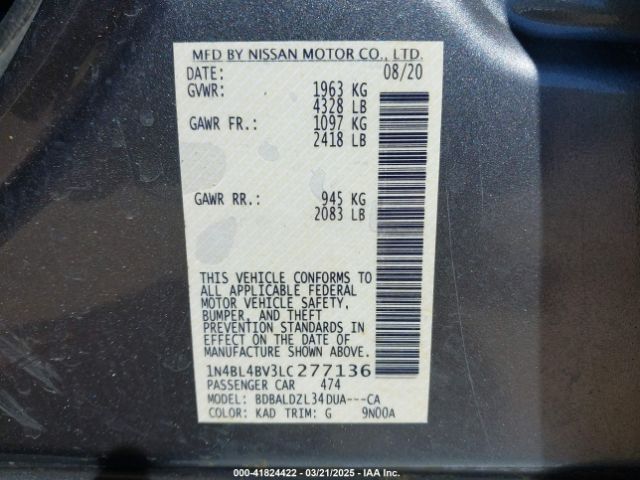 MFD BY NISSAN MOTOR CO., LTD.
DATE: 08/20
GVWR: 1963 KG
4328 LB
GAWR FR.: 1097 KG
2418 LB
GAWR RR.: 945 KG
2083 LB
THIS VEHICLE CONFORMS TO
ALL APPLICABLE FEDERAL
MOTOR VEHICLE SAFETY,
BUMPER, AND THEFT
PREVENTION STANDARDS IN
EFFECT ON THE DATE OF
MANUFACTURE SHOWN ABOVE.
1N4BL4BV3LC277136
PASSENGER CAR 474
MODEL: BDBALDZL34DUA---CA
COLOR: KAD TRIM: G 9N00A
000-41824422 — 03/21/2025 — IAA Inc.